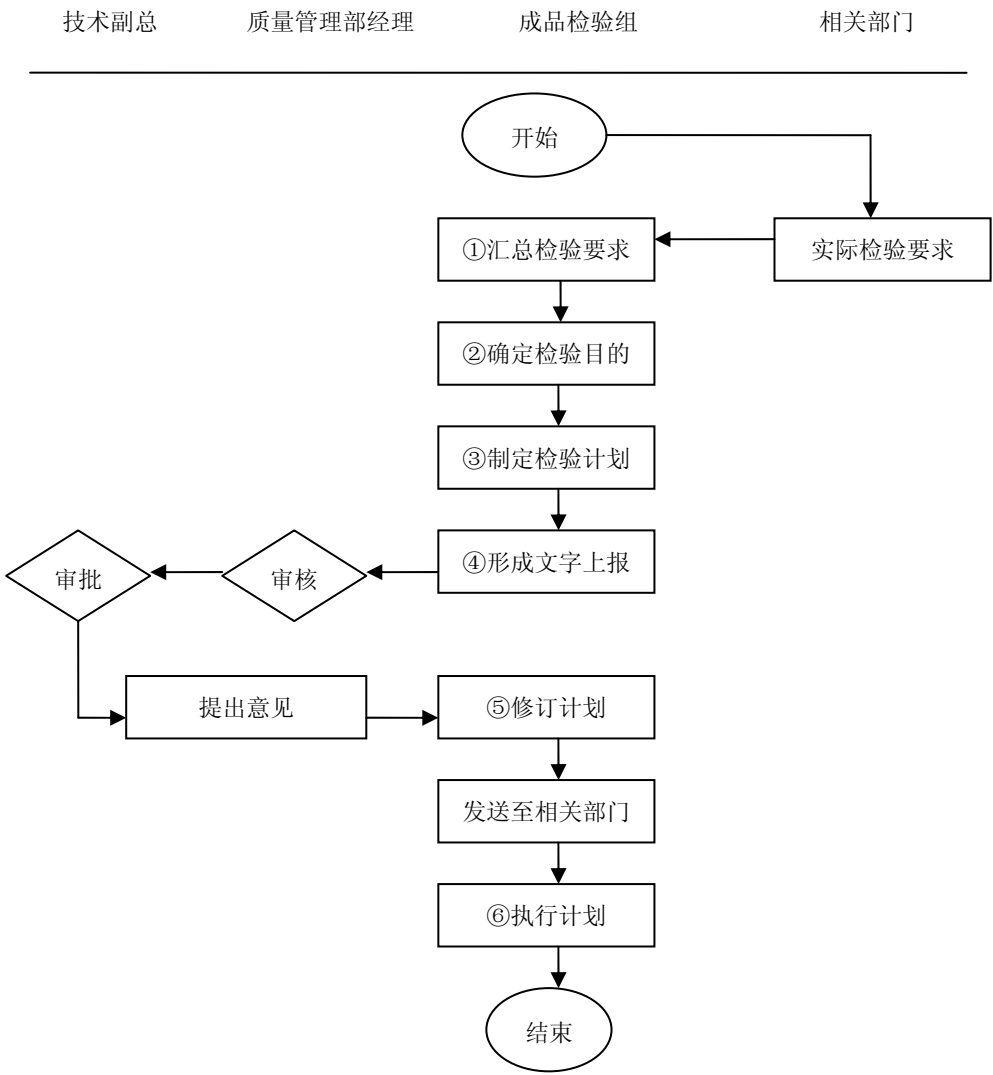 技术副总 质量管理部经理 成品检验组 相关部门
开始
①汇总检验要求 实际检验要求
②确定检验目的
③制定检验计划
审批 审核 ④形成文字上报
提出意见 ⑤修订计划
发送至相关部门
⑥执行计划
结束